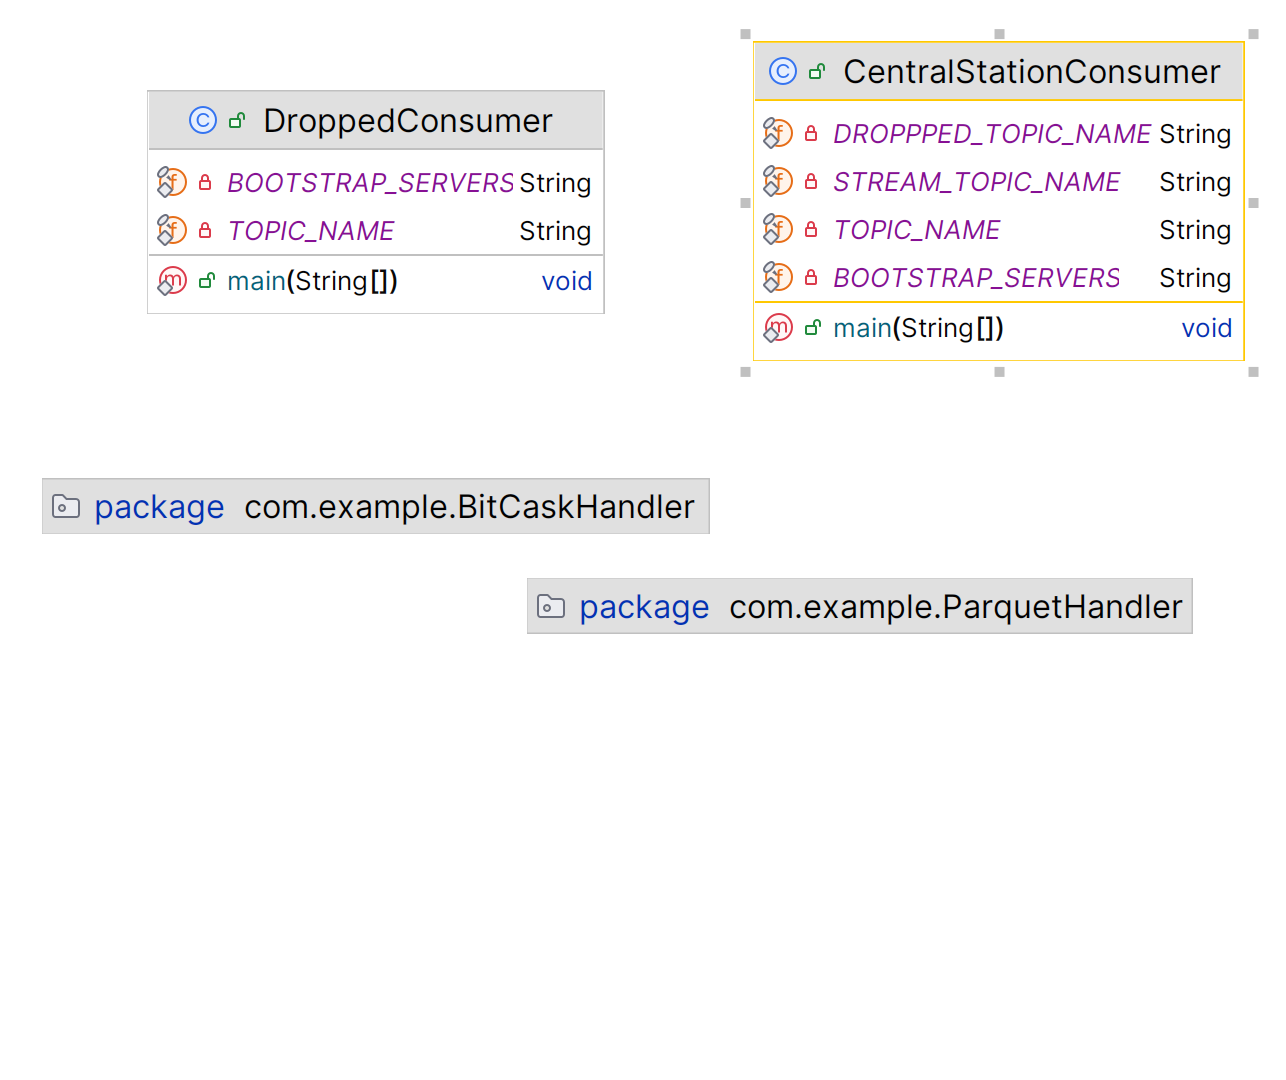 DroppedConsumer
BOOTSTRAP_SERVERS String
TOPIC_NAME String
main(String[]) void
CentralStationConsumer
DROPPPED_TOPIC_NAME String
STREAM_TOPIC_NAME String
TOPIC_NAME String
BOOTSTRAP_SERVERS String
main(String[]) void
package com.example.BitCaskHandler
package com.example.ParquetHandler